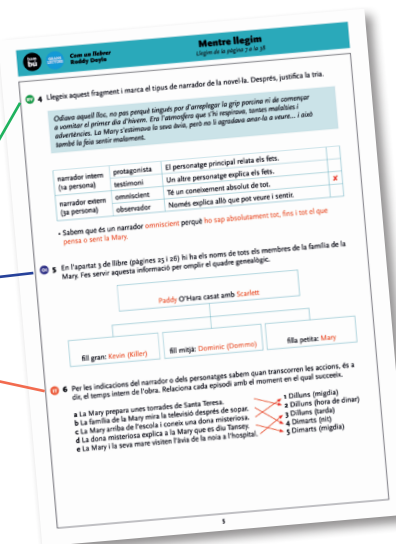 bu
Com un llebrer
Roddy Doyle
Mentre llegim
Llegim de la pàgina 7 a la 38
4 Llegeix aquest fragment i marca el tipus de narrador de la novel·la. Després, justifica la tria.
Odiava aquell lloc, no pas perquè tingués por d'arreplegar la grip porcina ni de començar
a vomitar el primer dia d'hivern. Era l'atmosfera que s'hi respirava, tantes malalties i
advertències. La Mary s'estimava la seva àvia, però no li agradava anar-la a veure... i això
també la feia sentir malament.
narrador intern
(1a persona)
protagonista El personatge principal relata els fets.
testimoni Un altre personatge explica els fets.
narrador extern
(3a persona)
omniscient Té un coneixement absolut de tot. x
observador Només explica allò que pot veure i sentir.
• Sabem que és un narrador omniscient perquè ho sap absolutament tot, fins i tot el que
pensa o sent la Mary.
5 En l'apartat 3 de llibre (pàgines 25 i 26) hi ha els noms de tots els membres de la família de la
Mary. Fes servir aquesta informació per omplir el quadre genealògic.
Paddy O'Hara casat amb Scarlett
fill gran: Kevin (Killer) fill mitjà: Dominic (Dommo) filla petita: Mary
6 Per les indicacions del narrador o dels personatges sabem quan transcorren les accions, és a
dir, el temps intern de l'obra. Relaciona cada episodi amb el moment en el qual succeeix.
a La Mary prepara unes torrades de Santa Teresa. 1 Dilluns (migdia)
b La família de la Mary mira la televisió després de sopar. 2 Dilluns (hora de dinar)
c La Mary arriba de l'escola i coneix una dona misteriosa. 3 Dilluns (tarda)
d La dona misteriosa explica a la Mary que es diu Tansey. 4 Dimarts (nit)
e La Mary i la seva mare visiten l'àvia de la noia a l'hospital. 5 Dimarts (migdia)
5